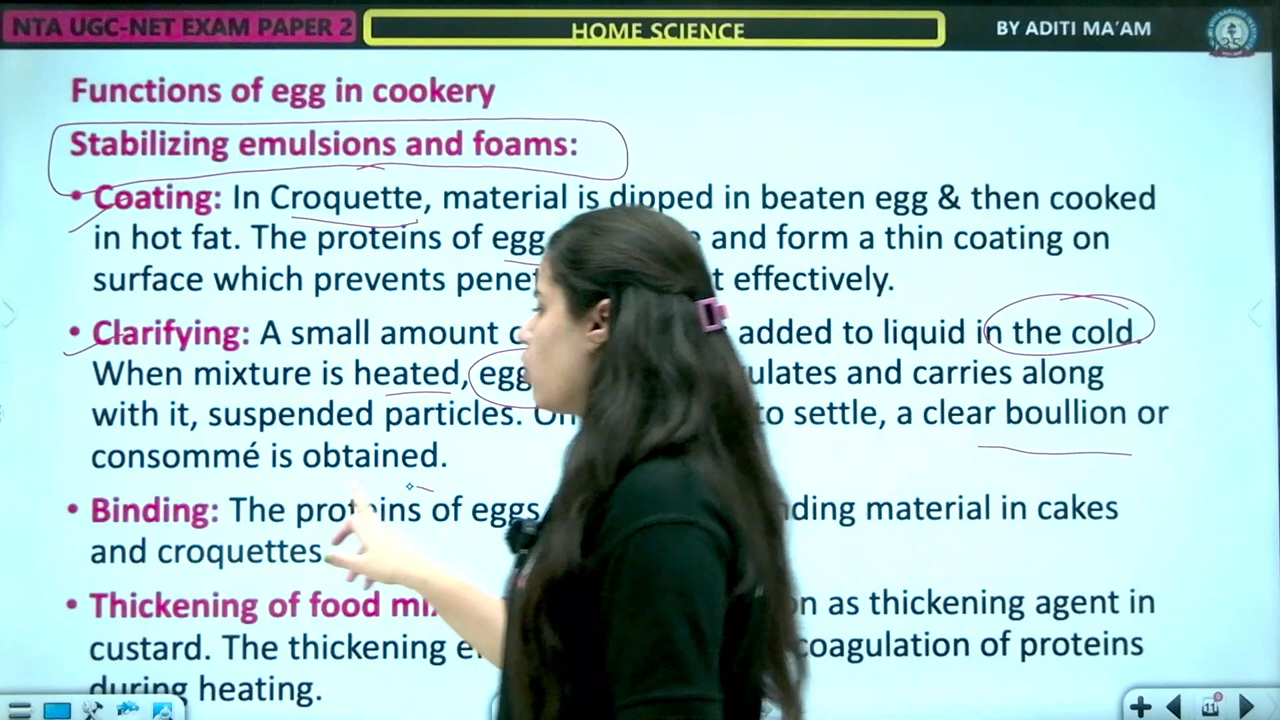 NTA UGC-NET EXAM PAPER 2
HOME SCIENCE
BY ADITI MA'AM
Functions of egg in cookery
Stabilizing emulsions and foams:
• Coating: In Croquette, material is dipped in beaten egg & then cooked
in hot fat. The proteins of egg and form a thin coating on
surface which prevents effectively.
• Clarifying: A small amount added to liquid in the cold.
When mixture is heated, egg and carries along
with it, suspended particles. to settle, a clear boullion or
consommé is obtained.
• Binding: The proteins of eggs material in cakes
and croquettes
• Thickening of food as thickening agent in
custard. The thickening coagulation of proteins
during heating.
11